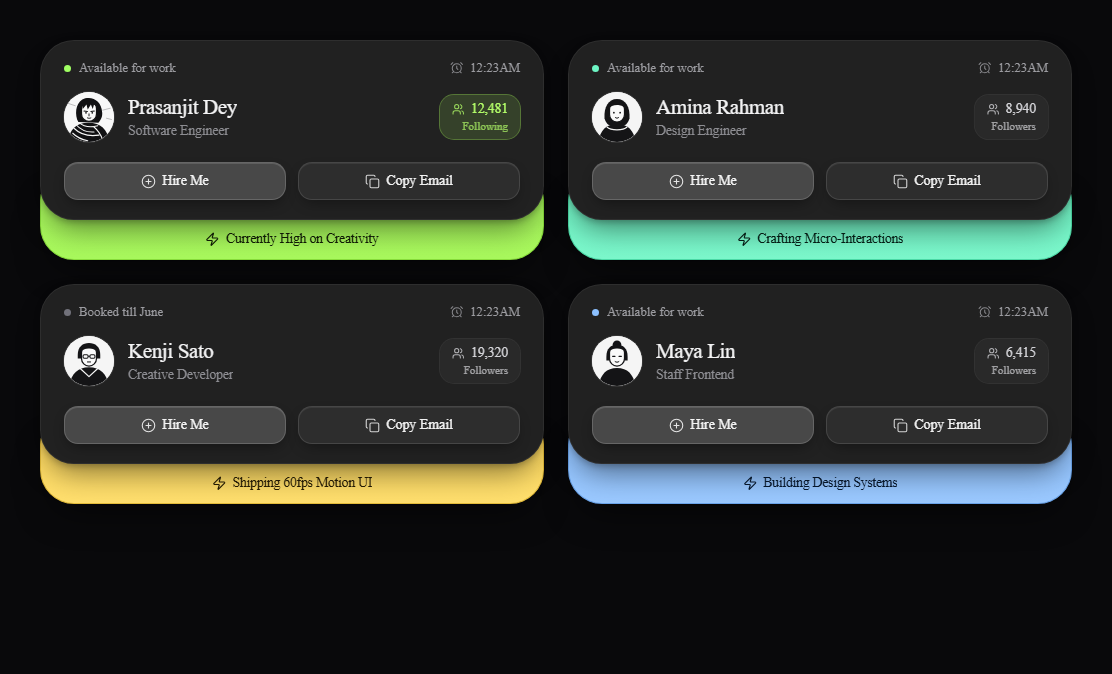 Available for work 12:23AM
Prasanjit Dey 12,481
Software Engineer Following
Hire Me Copy Email
Currently High on Creativity
Available for work 12:23AM
Amina Rahman 8,940
Design Engineer Followers
Hire Me Copy Email
Crafting Micro-Interactions
Booked till June 12:23AM
Kenji Sato 19,320
Creative Developer Followers
Hire Me Copy Email
Shipping 60fps Motion UI
Available for work 12:23AM
Maya Lin 6,415
Staff Frontend Followers
Hire Me Copy Email
Building Design Systems